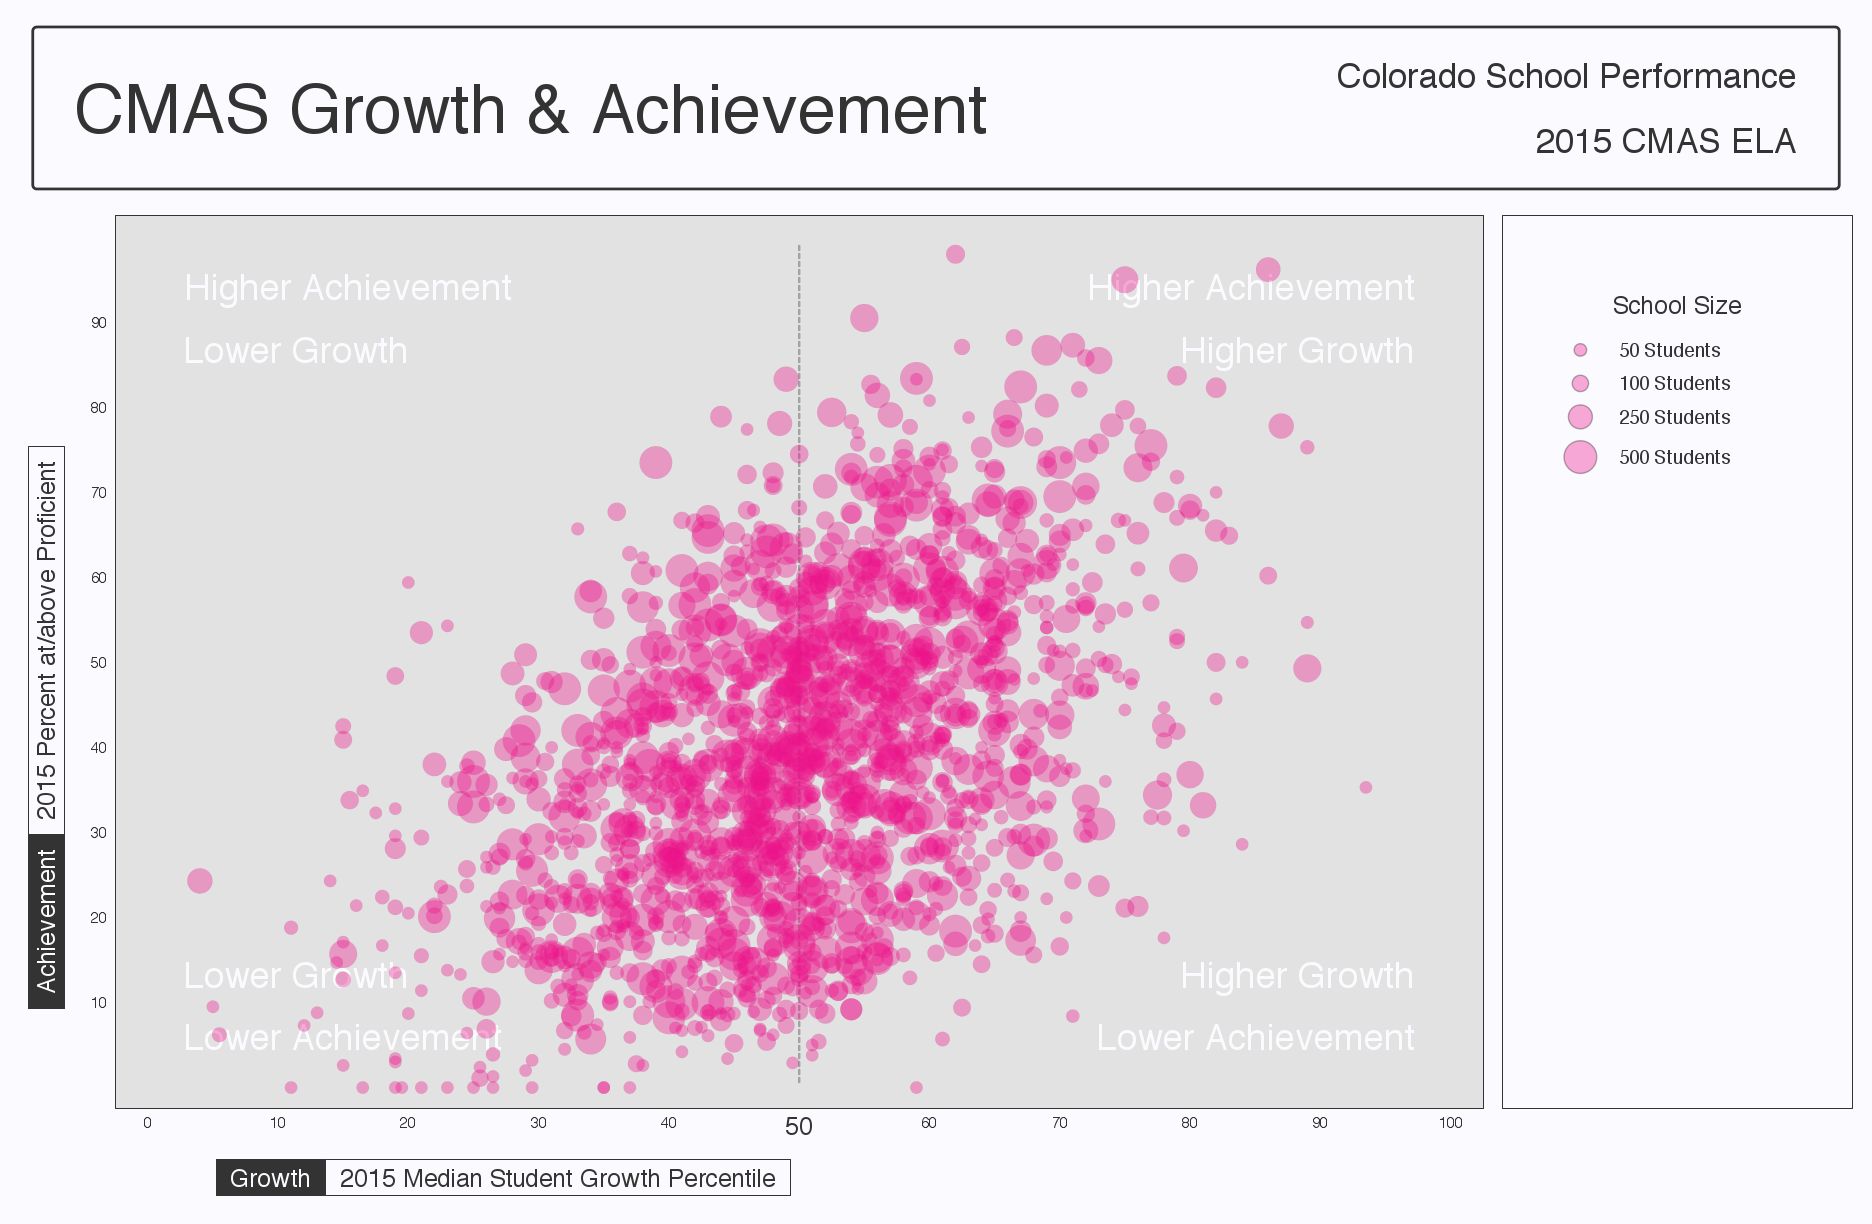 CMAS Growth & Achievement
Colorado School Performance
2015 CMAS ELA
Higher Achievement
Lower Growth
Higher Achievement
Higher Growth
Lower Growth
Lower Achievement
Higher Growth
Lower Achievement
90
80
70
60
50
40
30
20
10
Achievement 2015 Percent at/above Proficient
0 10 20 30 40 50 60 70 80 90 100
Growth 2015 Median Student Growth Percentile
School Size
50 Students
100 Students
250 Students
500 Students